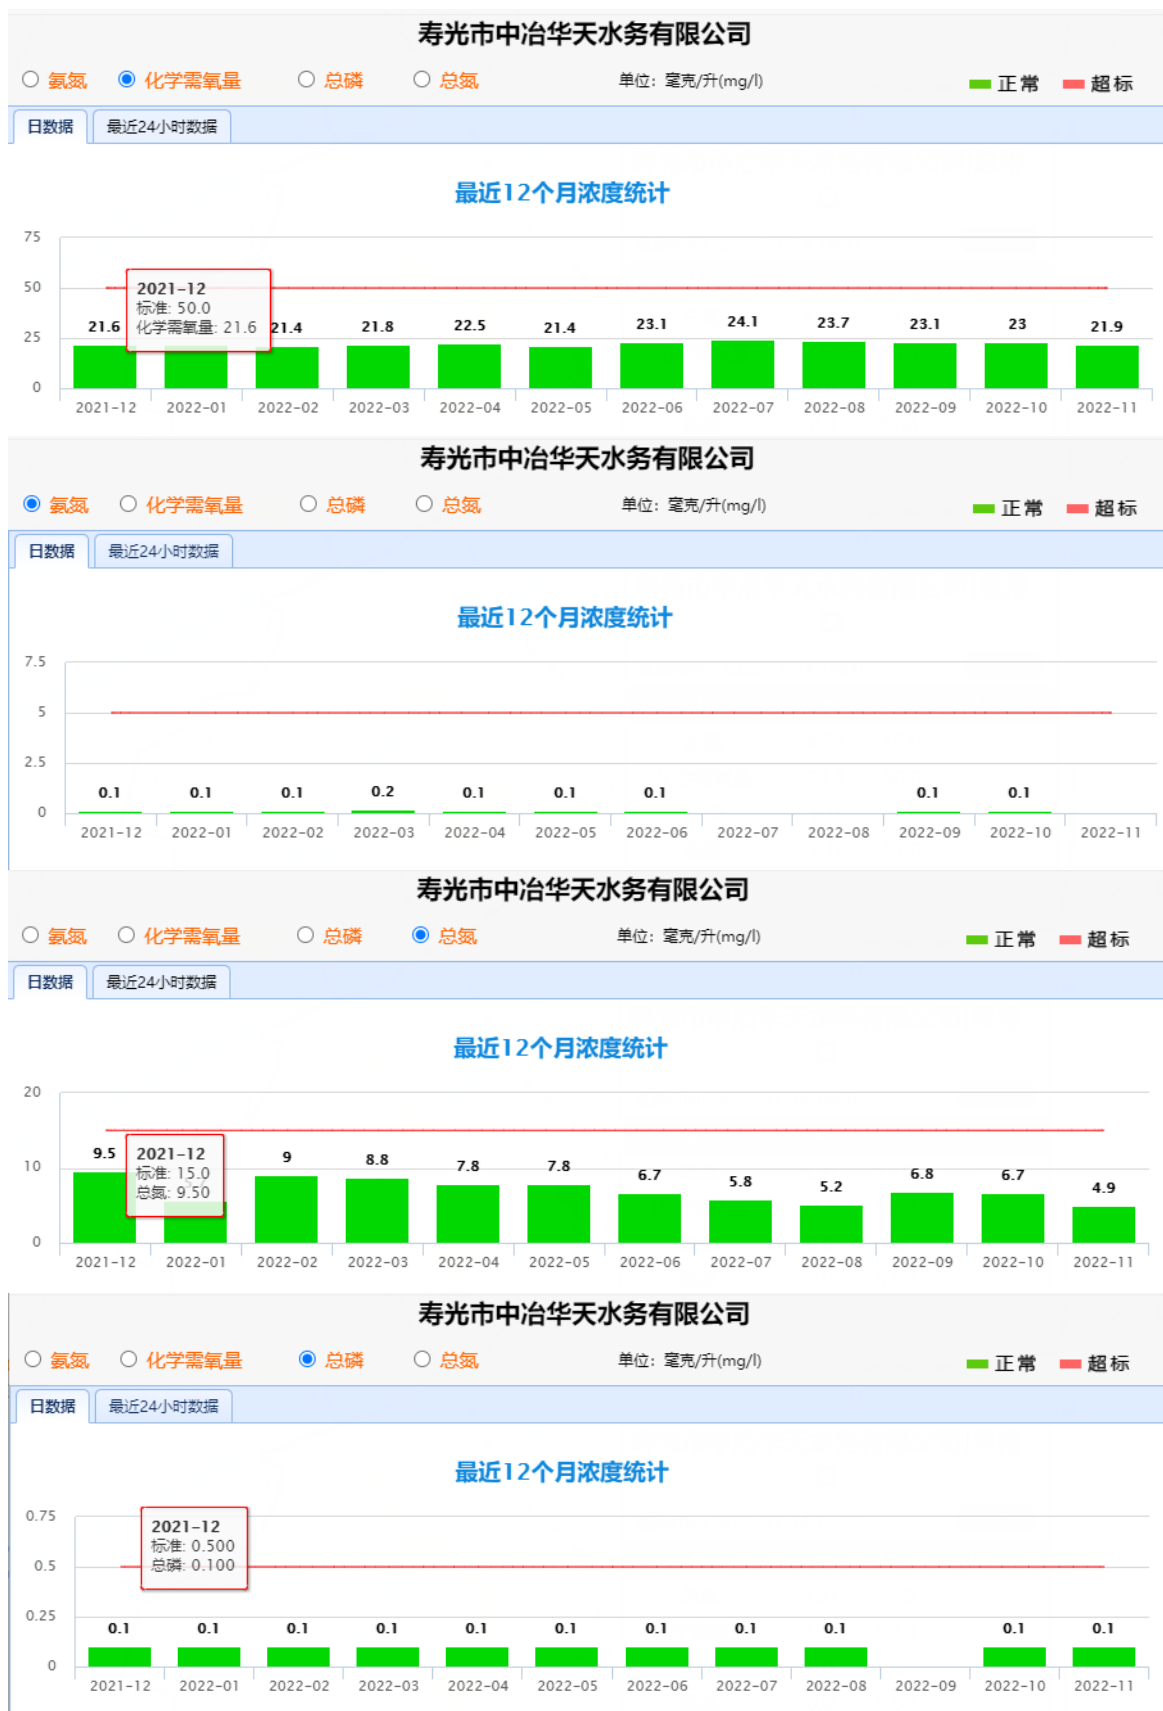 寿光市中冶华天水务有限公司
氨氮 化学需氧量 总磷 总氮 单位：毫克/升(mg/l) 正常 超标
日数据 最近24小时数据
最近12个月浓度统计
75
50
25
0
2021-12
标准: 50.0
化学需氧量: 21.6
21.6 21.4 21.8 22.5 21.4 23.1 24.1 23.7 23.1 23 21.9
2021-12 2022-01 2022-02 2022-03 2022-04 2022-05 2022-06 2022-07 2022-08 2022-09 2022-10 2022-11
寿光市中冶华天水务有限公司
氨氮 化学需氧量 总磷 总氮 单位：毫克/升(mg/l) 正常 超标
日数据 最近24小时数据
最近12个月浓度统计
7.5
5
2.5
0
0.1 0.1 0.1 0.2 0.1 0.1 0.1 0.1 0.1
2021-12 2022-01 2022-02 2022-03 2022-04 2022-05 2022-06 2022-07 2022-08 2022-09 2022-10 2022-11
寿光市中冶华天水务有限公司
氨氮 化学需氧量 总磷 总氮 单位：毫克/升(mg/l) 正常 超标
日数据 最近24小时数据
最近12个月浓度统计
20
10
0
2021-12
标准: 15.0
总氮: 9.50
9.5 9 8.8 7.8 7.8 6.7 5.8 5.2 6.8 6.7 4.9
2021-12 2022-01 2022-02 2022-03 2022-04 2022-05 2022-06 2022-07 2022-08 2022-09 2022-10 2022-11
寿光市中冶华天水务有限公司
氨氮 化学需氧量 总磷 总氮 单位：毫克/升(mg/l) 正常 超标
日数据 最近24小时数据
最近12个月浓度统计
0.75
0.5
0.25
0
2021-12
标准: 0.500
总磷: 0.100
0.1 0.1 0.1 0.1 0.1 0.1 0.1 0.1 0.1 0.1 0.1
2021-12 2022-01 2022-02 2022-03 2022-04 2022-05 2022-06 2022-07 2022-08 2022-09 2022-10 2022-11